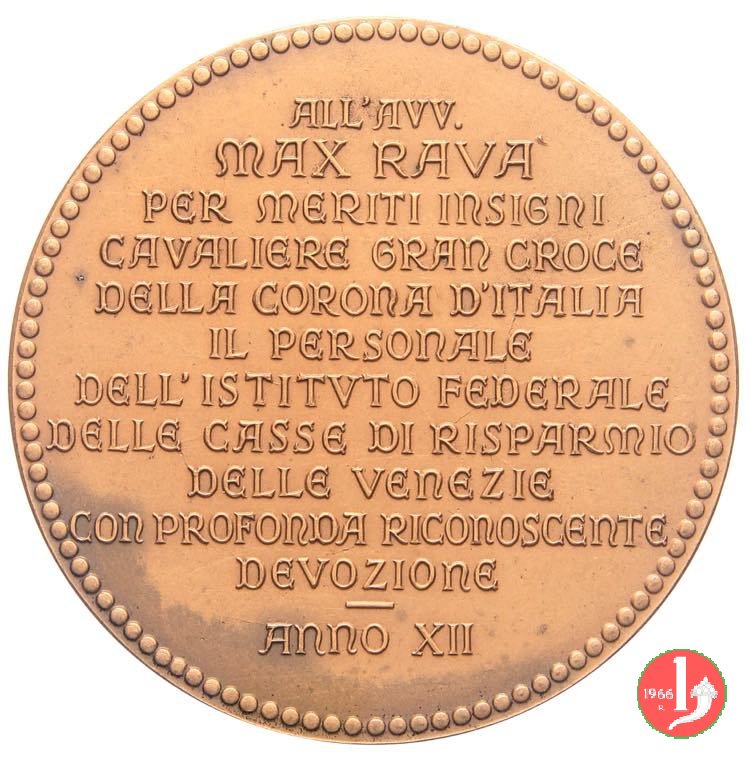 ALL'AVV.
MAX RAVA
PER MERITI INSIGNI
CAVALIERE GRAN CROCE
DELLA CORONA D'ITALIA
IL PERSONALE
DELL'ISTITVTO FEDERALE
DELLE CASSE DI RISPARMIO
DELLE VENEZIE
CON PROFONDA RICONOSCENTE
DEVOZIONE
ANNO XII
1966
R